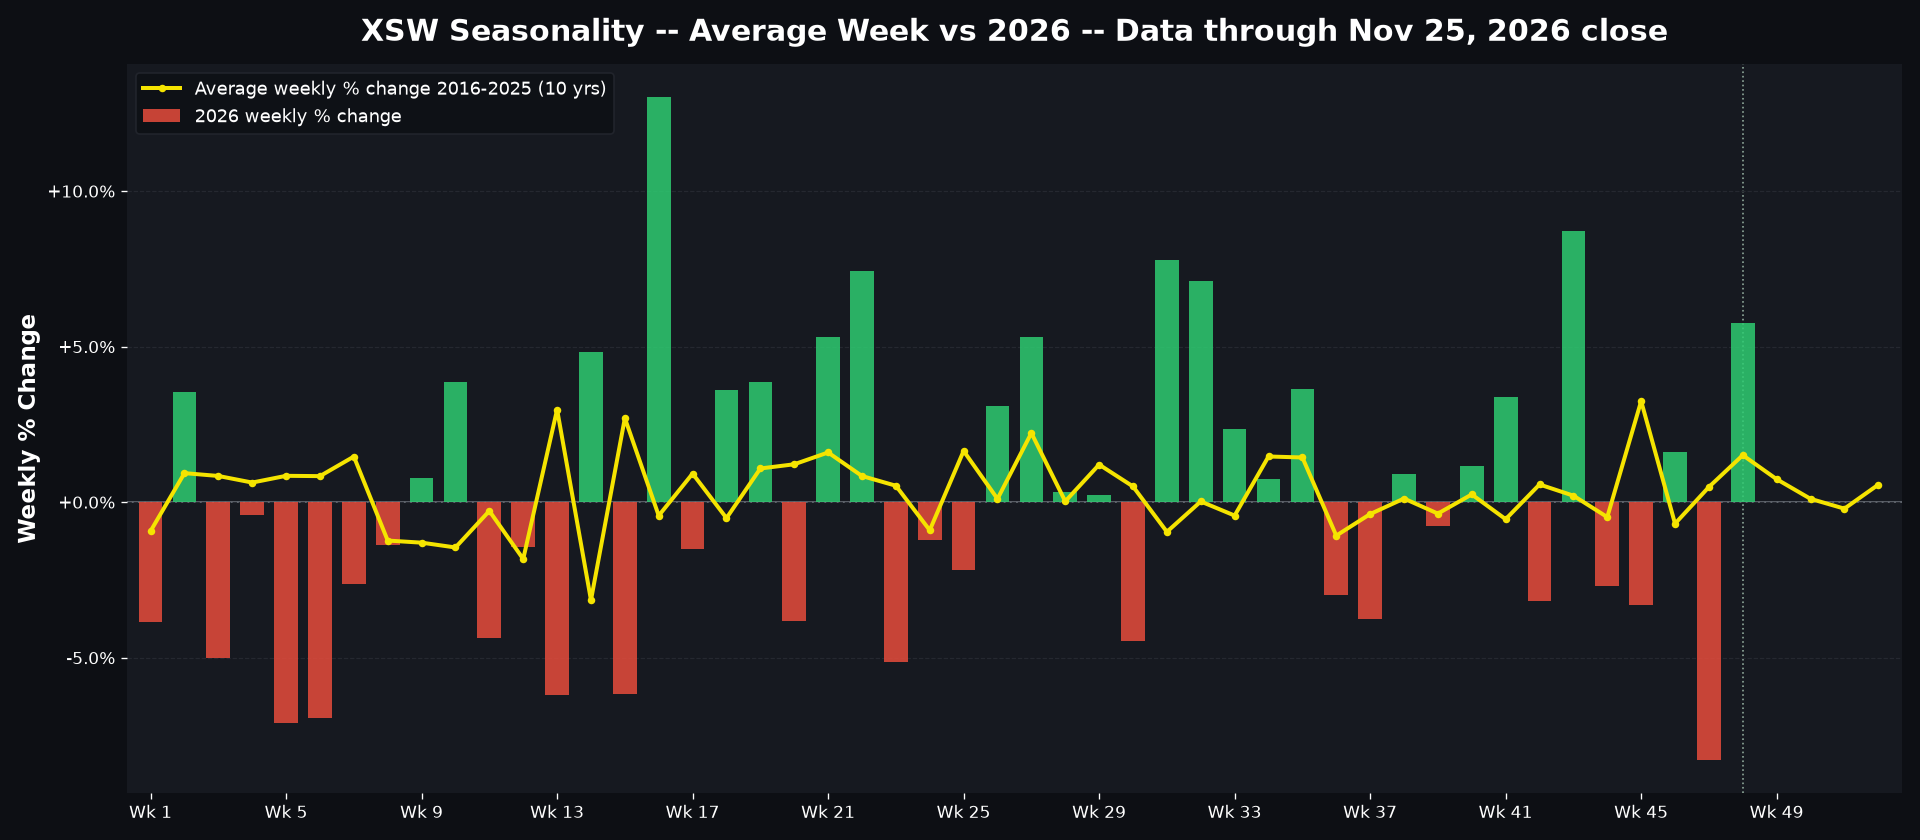 XSW Seasonality -- Average Week vs 2026 -- Data through Nov 25, 2026 close
Average weekly % change 2016-2025 (10 yrs)
2026 weekly % change
Weekly % Change
+10.0%
+5.0%
+0.0%
-5.0%
Wk 1 Wk 5 Wk 9 Wk 13 Wk 17 Wk 21 Wk 25 Wk 29 Wk 33 Wk 37 Wk 41 Wk 45 Wk 49